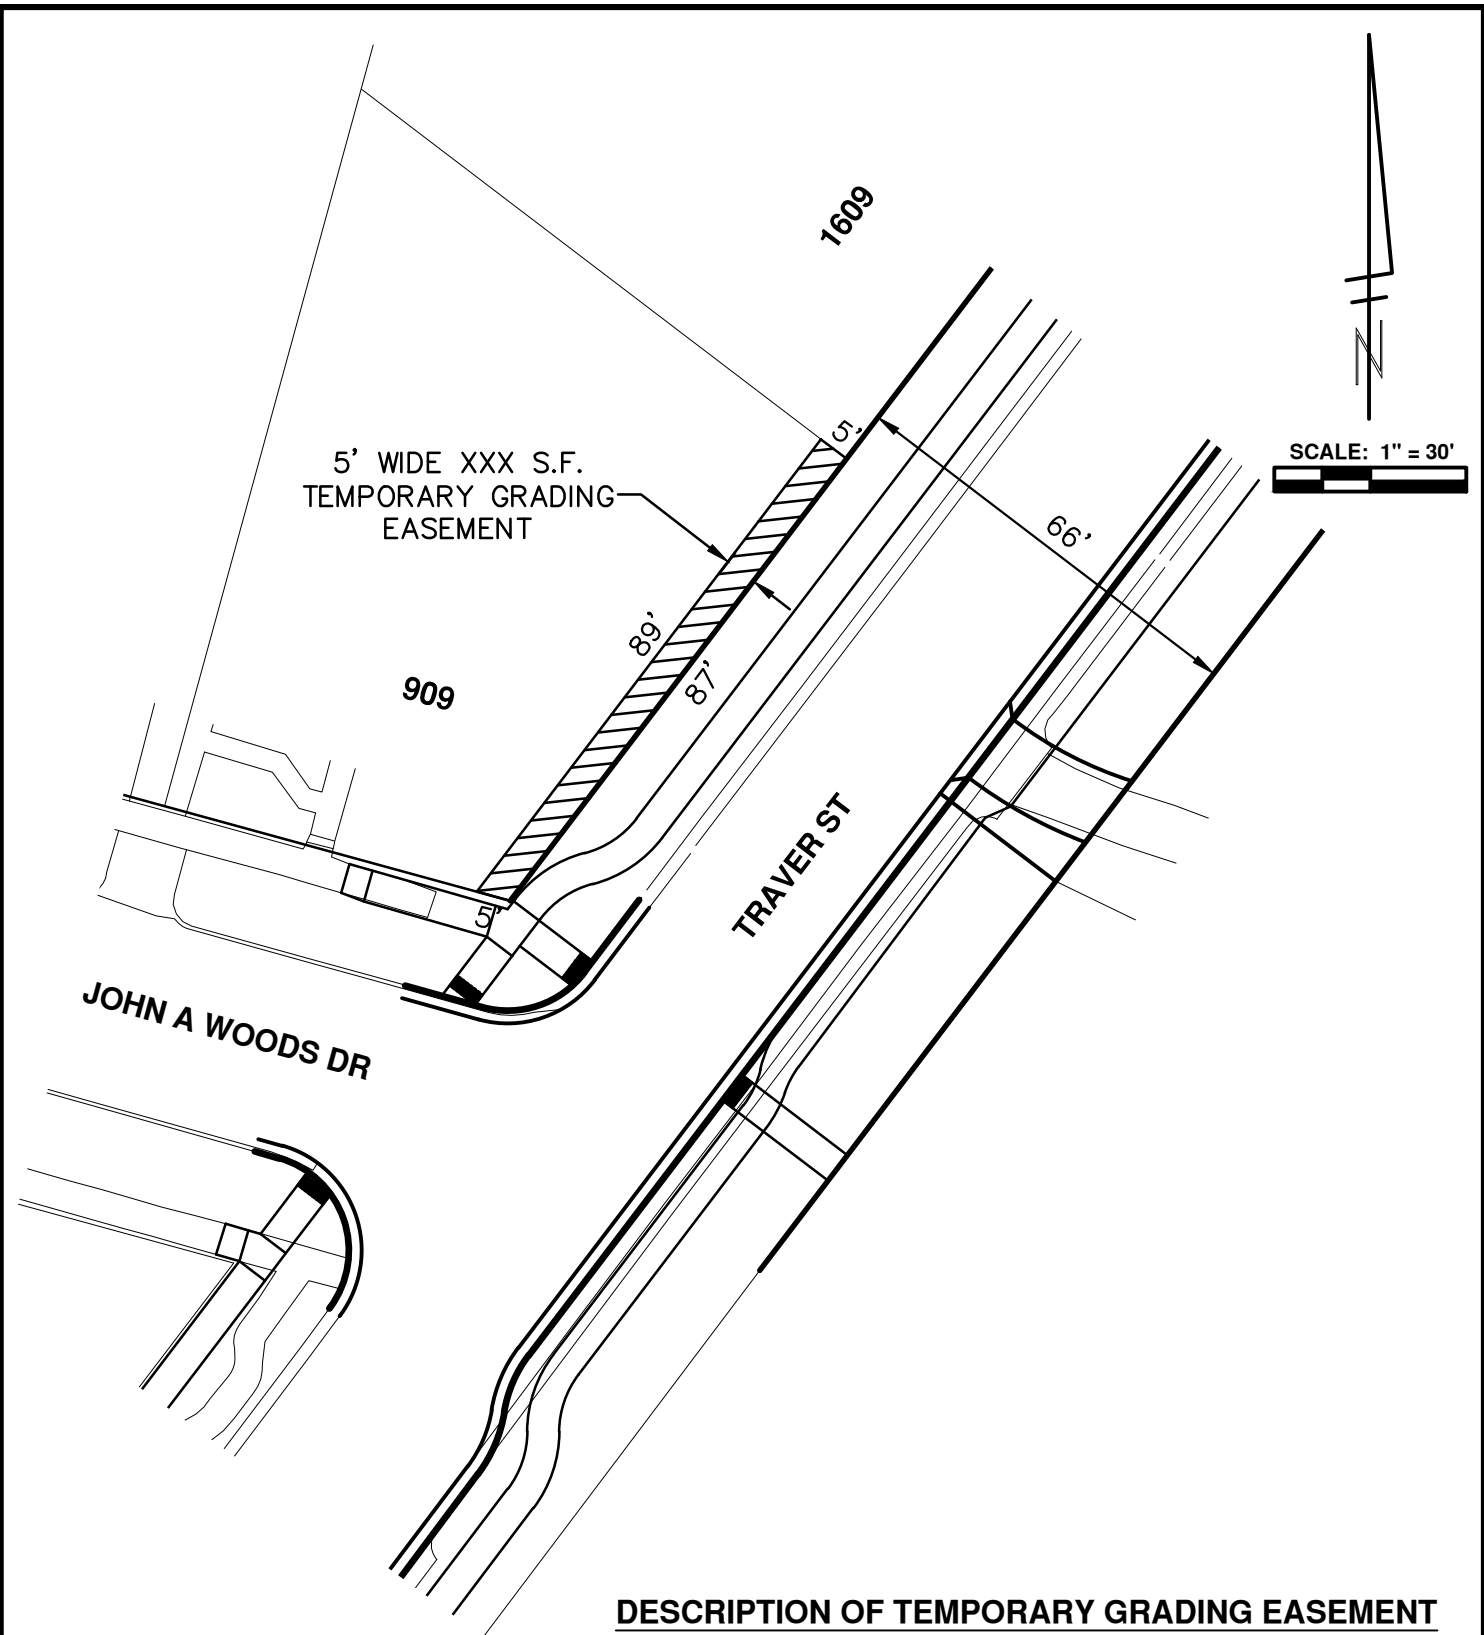 1609
5' WIDE XXX S.F.
TEMPORARY GRADING
EASEMENT
5'
N
SCALE: 1" = 30'
66'
89'
87'
909
5'
TRAVER ST
JOHN A WOODS DR
DESCRIPTION OF TEMPORARY GRADING EASEMENT